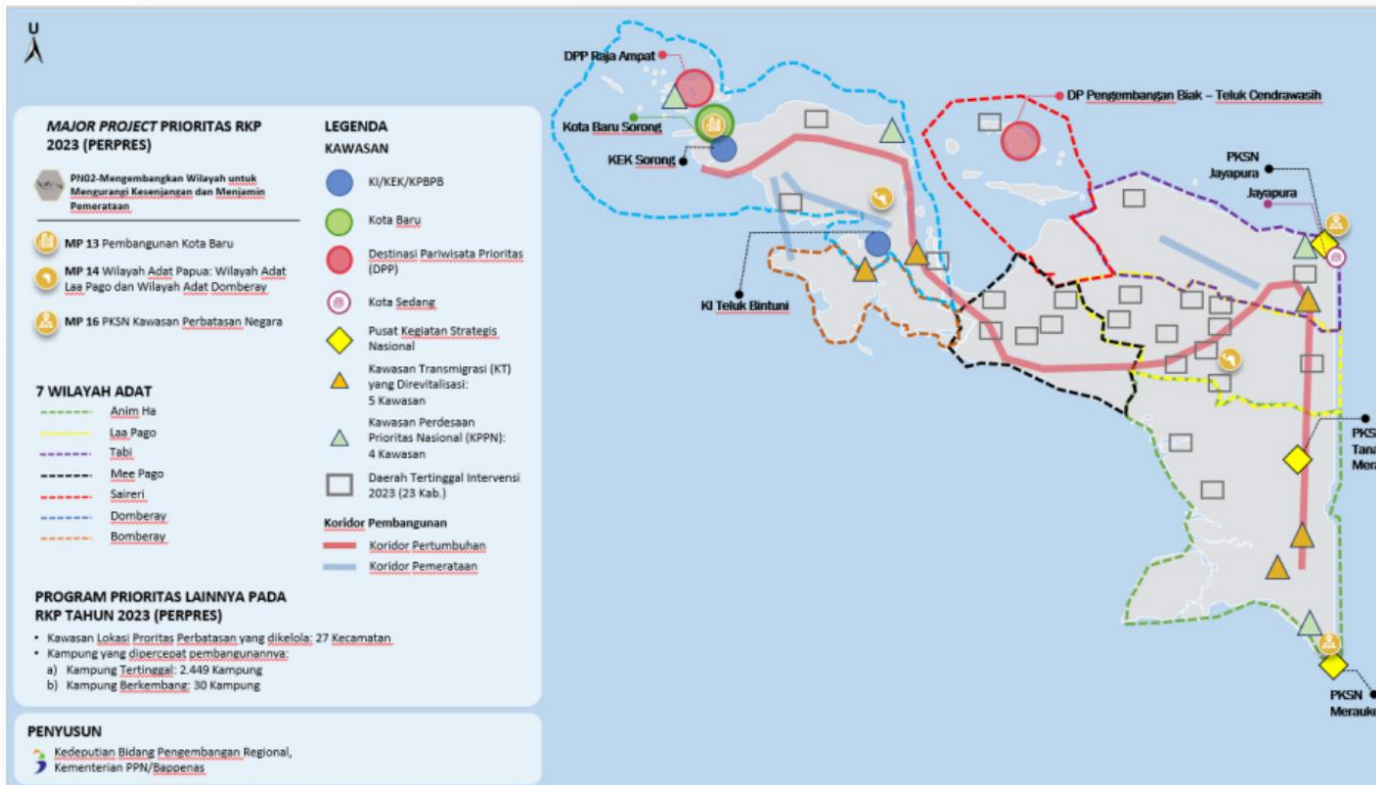 U
MAJOR PROJECT PRIORITAS RKP
2023 (PERPRES)
PN02-Mengembangkan Wilayah untuk
Mengurangi Kesenjangan dan Menjamin
Pemerataan
MP 13 Pembangunan Kota Baru
MP 14 Wilayah Adat Papua: Wilayah Adat
Laa Pago dan Wilayah Adat Domberay
MP 16 PKSN Kawasan Perbatasan Negara
7 WILAYAH ADAT
Anim Ha
Laa Pago
Tabi
Mee Pago
Saireri
Domberay
Bomberay
LEGENDA
KAWASAN
KI/KEK/KPBPB
Kota Baru
Destinasi Pariwisata Prioritas
(DPP)
Kota Sedang
Pusat Kegiatan Strategis
Nasional
Kawasan Transmigrasi (KT)
yang Direvitalisasi:
5 Kawasan
Kawasan Perdesaan
Prioritas Nasional (KPPN):
4 Kawasan
Daerah Tertinggal Intervensi
2023 (23 Kab.)
Koridor Pembangunan
Koridor Pertumbuhan
Koridor Pemerataan
PROGRAM PRIORITAS LAINNYA PADA
RKP TAHUN 2023 (PERPRES)
• Kawasan Lokasi Proritas Perbatasan yang dikelola: 27 Kecamatan
• Kampung yang dipercepat pembangunannya:
a) Kampung Tertinggal: 2.449 Kampung
b) Kampung Berkembang: 30 Kampung
PENYUSUN
Kedeputian Bidang Pengembangan Regional,
Kementerian PPN/Bappenas
DPP Raja Ampat
Kota Baru Sorong
KEK Sorong
KI Teluk Bintuni
DP Pengembangan Biak – Teluk Cendrawasih
PKSN
Jayapura
Jayapura
PKS
Tana
Mera
PKSN
Merauke